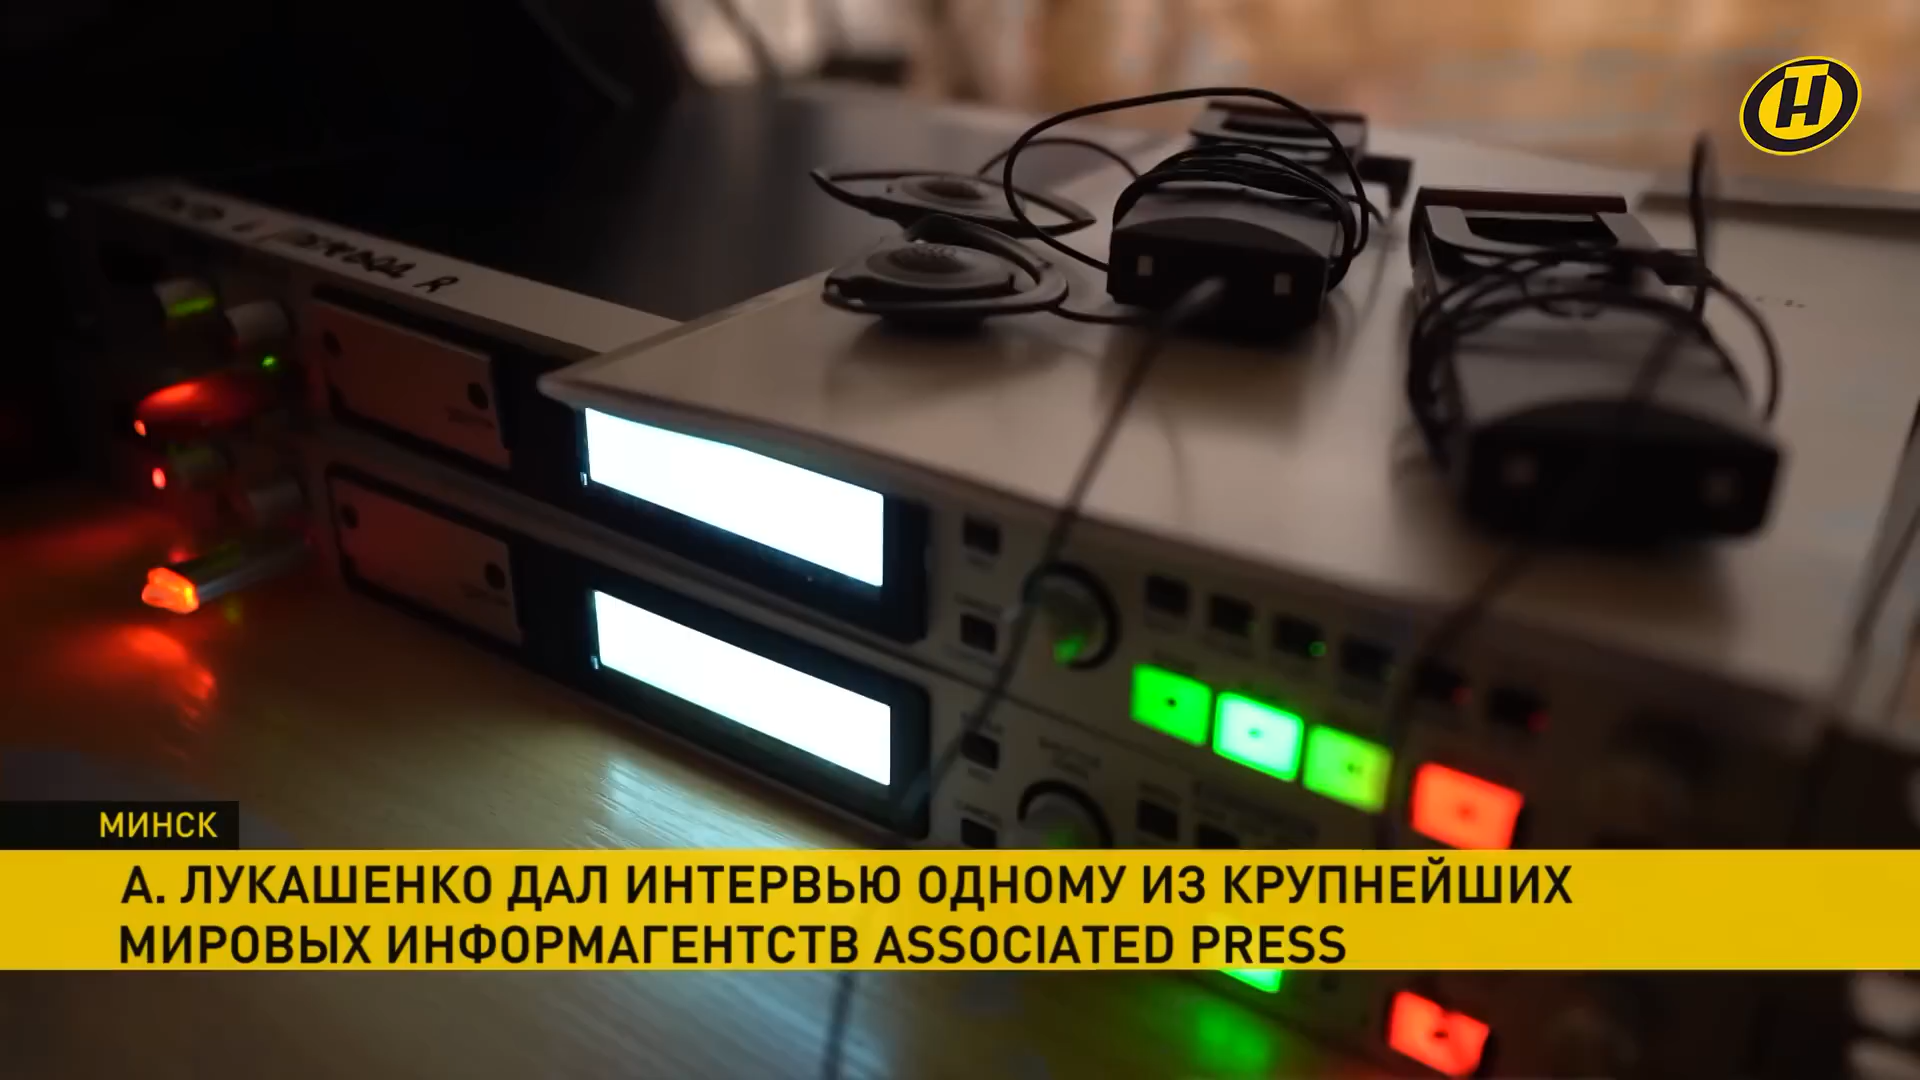 МИНСК
А. ЛУКАШЕНКО ДАЛ ИНТЕРВЬЮ ОДНОМУ ИЗ КРУПНЕЙШИХ
МИРОВЫХ ИНФОРМАГЕНТСТВ ASSOCIATED PRESS